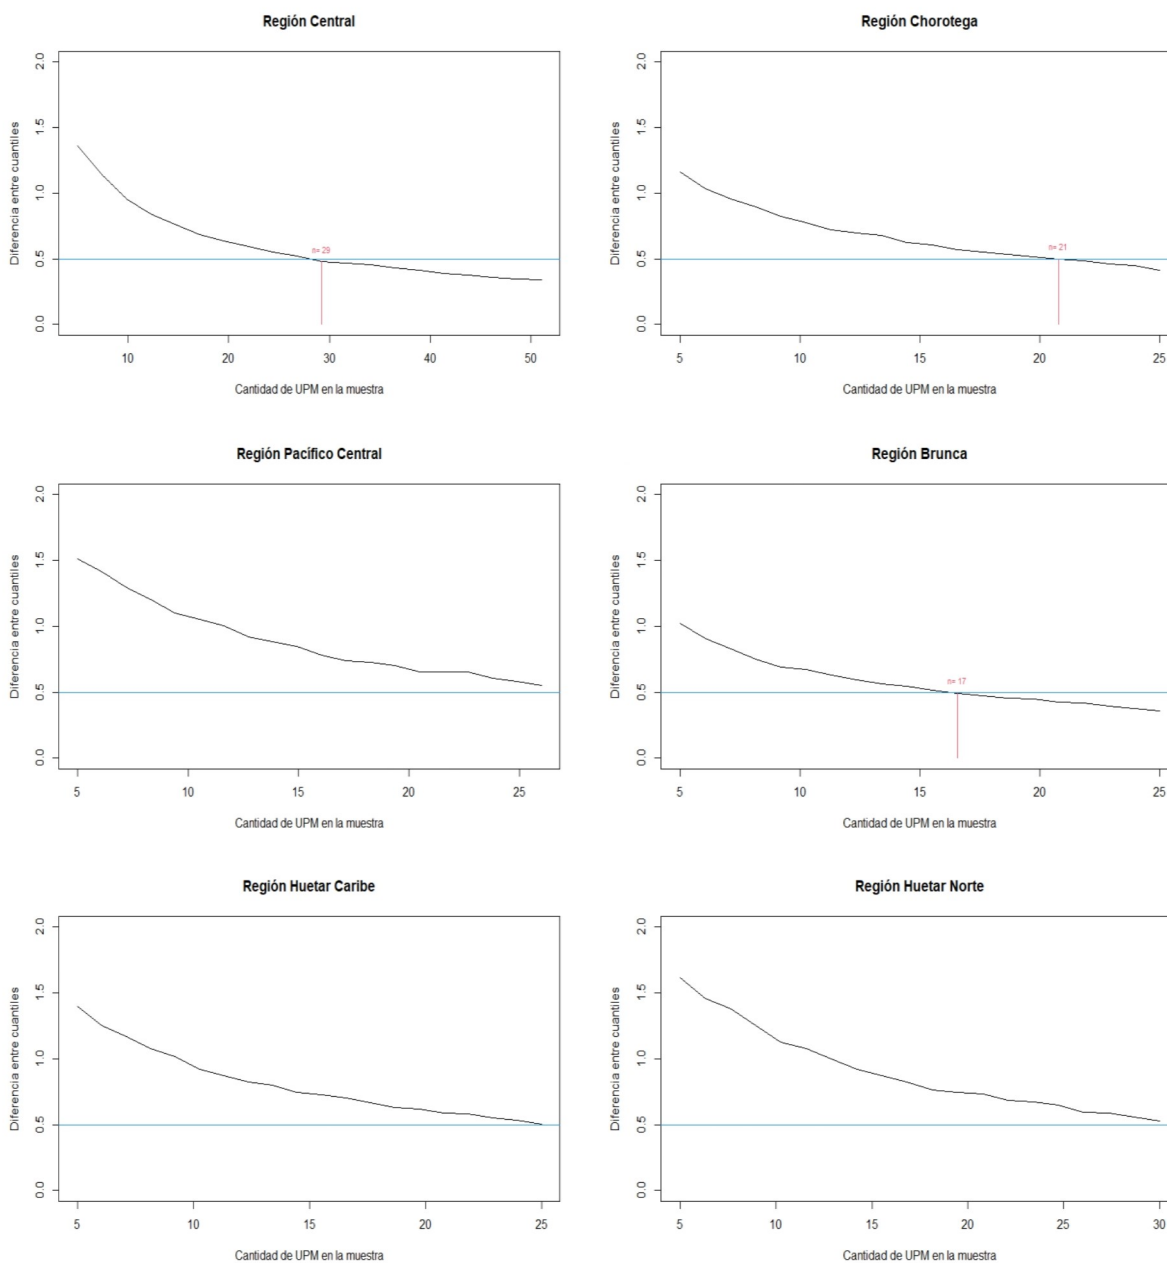 Región Central
Diferencia entre cuantiles
2.0
1.5
1.0
0.5
0.0
n= 29
10 20 30 40 50
Cantidad de UPM en la muestra
Región Chorotega
Diferencia entre cuantiles
2.0
1.5
1.0
0.5
0.0
n= 21
5 10 15 20 25
Cantidad de UPM en la muestra
Región Pacífico Central
Diferencia entre cuantiles
2.0
1.5
1.0
0.5
0.0
5 10 15 20 25
Cantidad de UPM en la muestra
Región Brunca
Diferencia entre cuantiles
2.0
1.5
1.0
0.5
0.0
n= 17
5 10 15 20 25
Cantidad de UPM en la muestra
Región Huetar Caribe
Diferencia entre cuantiles
2.0
1.5
1.0
0.5
0.0
5 10 15 20 25
Cantidad de UPM en la muestra
Región Huetar Norte
Diferencia entre cuantiles
2.0
1.5
1.0
0.5
0.0
5 10 15 20 25 30
Cantidad de UPM en la muestra